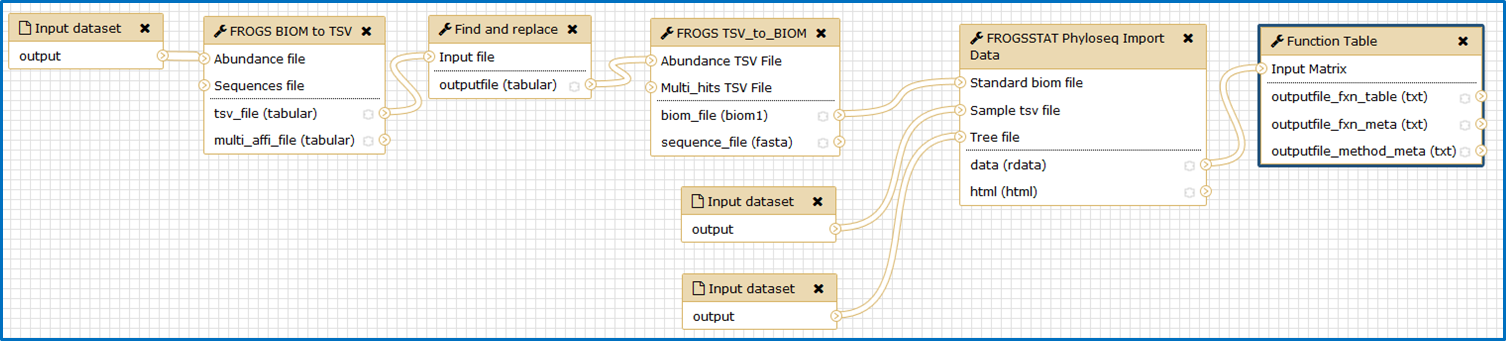 Input dataset
output
FROGS BIOM to TSV
Abundance file
Sequences file
tsv_file (tabular)
multi_affi_file (tabular)
Find and replace
Input file
outputfile (tabular)
FROGS TSV_to_BIOM
Abundance TSV File
Multi_hits TSV File
biom_file (biom1)
sequence_file (fasta)
Input dataset
output
Input dataset
output
FROGSSTAT Phyloseq Import
Data
Standard biom file
Sample tsv file
Tree file
data (rdata)
html (html)
Function Table
Input Matrix
outputfile_fxn_table (txt)
outputfile_fxn_meta (txt)
outputfile_method_meta (txt)